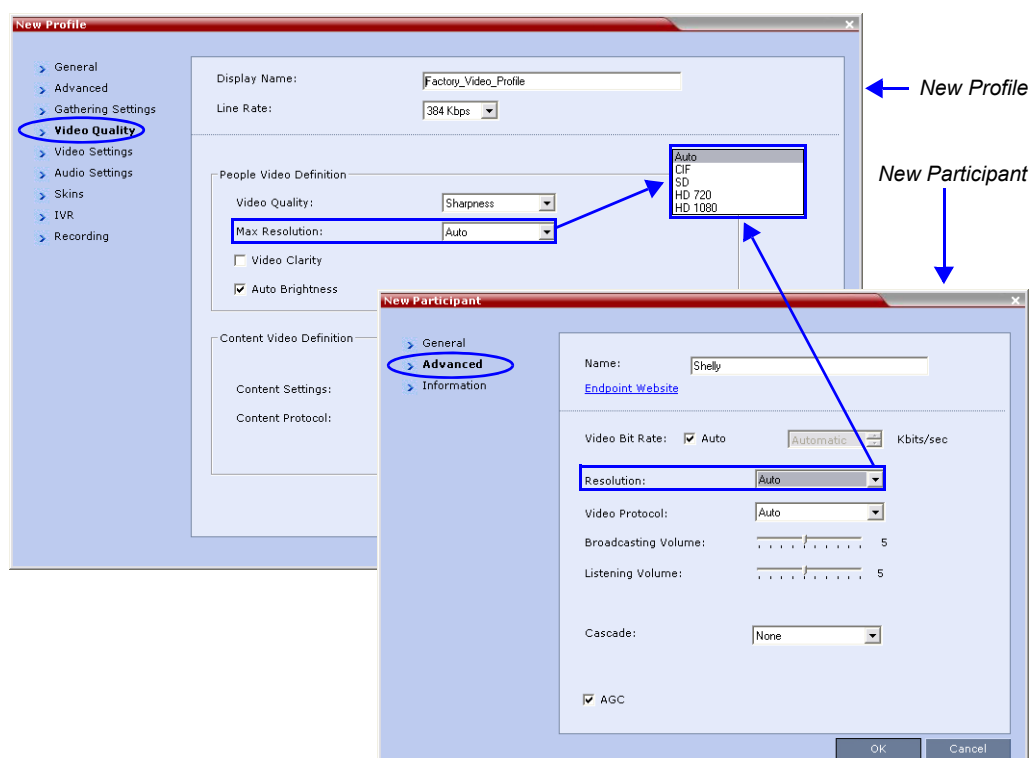 New Profile
General
Advanced
Gathering Settings
Video Quality
Video Settings
Audio Settings
Skins
IVR
Recording
Display Name: Factory_Video_Profile
Line Rate: 384 Kbps
People Video Definition
Video Quality: Sharpness
Max Resolution: Auto
Video Clarity
Auto Brightness
Auto
CIF
SD
HD 720
HD 1080
Content Video Definition
Content Settings:
Content Protocol:
New Profile
New Participant
New Participant
General
Advanced
Information
Name: Shelly
Endpoint Website
Video Bit Rate: Auto Automatic Kbits/sec
Resolution: Auto
Video Protocol: Auto
Broadcasting Volume: 5
Listening Volume: 5
Cascade: None
AGC
OK Cancel